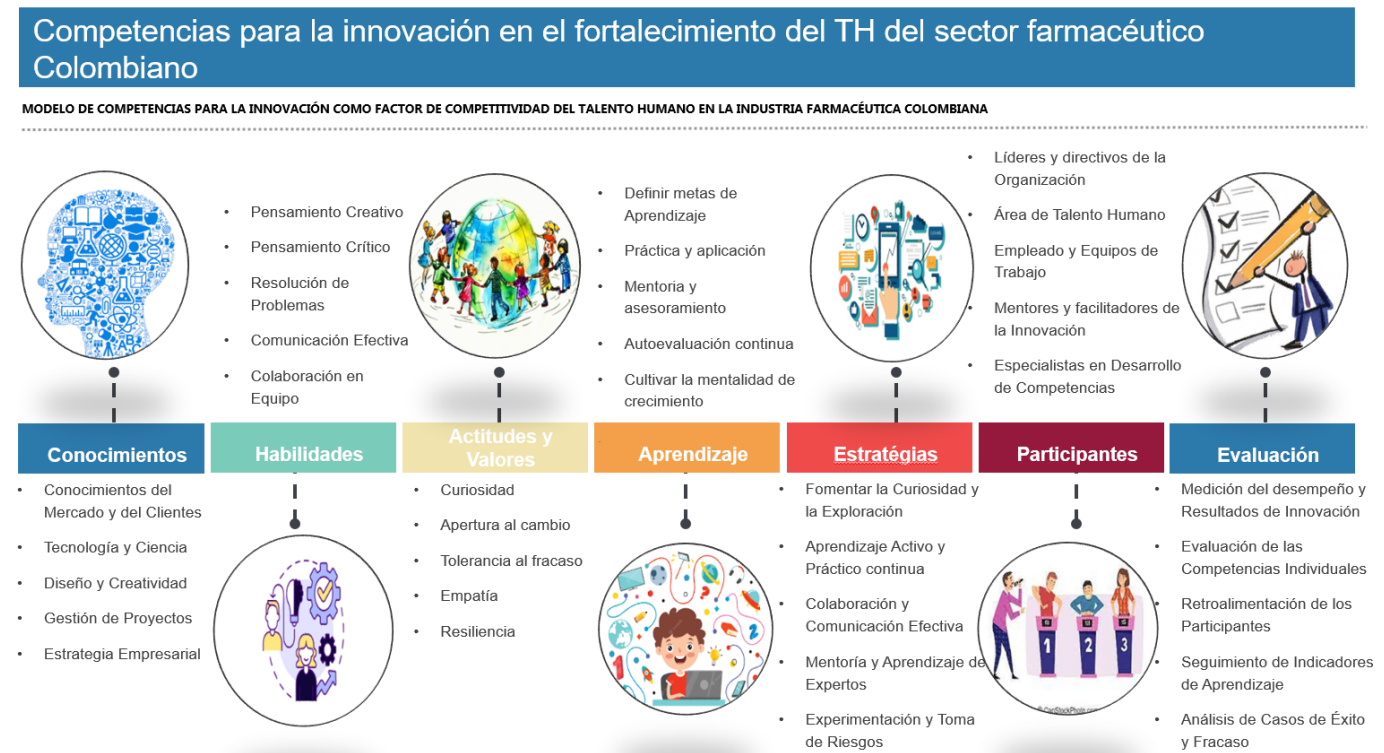 Competencias para la innovación en el fortalecimiento del TH del sector farmacéutico
Colombiano
MODELO DE COMPETENCIAS PARA LA INNOVACIÓN COMO FACTOR DE COMPETITIVIDAD DEL TALENTO HUMANO EN LA INDUSTRIA FARMACÉUTICA COLOMBIANA
• Pensamiento Creativo
• Pensamiento Crítico
• Resolución de
Problemas
• Comunicación Efectiva
• Colaboración en
Equipo
• Definir metas de
Aprendizaje
• Práctica y aplicación
• Mentoria y
asesoramiento
• Autoevaluación continua
• Cultivar la mentalidad de
crecimiento
• Líderes y directivos de la
Organización
• Área de Talento Humano
• Empleado y Equipos de
Trabajo
• Mentores y facilitadores de
la Innovación
• Especialistas en Desarrollo
de Competencias
Conocimientos
Habilidades
Actitudes y
Valores
Aprendizaje
Estratégias
Participantes
Evaluación
• Conocimientos del
Mercado y del Clientes
• Tecnología y Ciencia
• Diseño y Creatividad
• Gestión de Proyectos
• Estrategia Empresarial
• Curiosidad
• Apertura al cambio
• Tolerancia al fracaso
• Empatía
• Resiliencia
• Fomentar la Curiosidad y
la Exploración
• Aprendizaje Activo y
Práctico continua
• Colaboración y
Comunicación Efectiva
• Mentoría y Aprendizaje de
Expertos
• Experimentación y Toma
de Riesgos
1 2 3
© CanStockPhoto.com
• Medición del desempeño y
Resultados de Innovación
• Evaluación de las
Competencias Individuales
• Retroalimentación de los
Participantes
• Seguimiento de Indicadores
de Aprendizaje
• Análisis de Casos de Éxito
y Fracaso